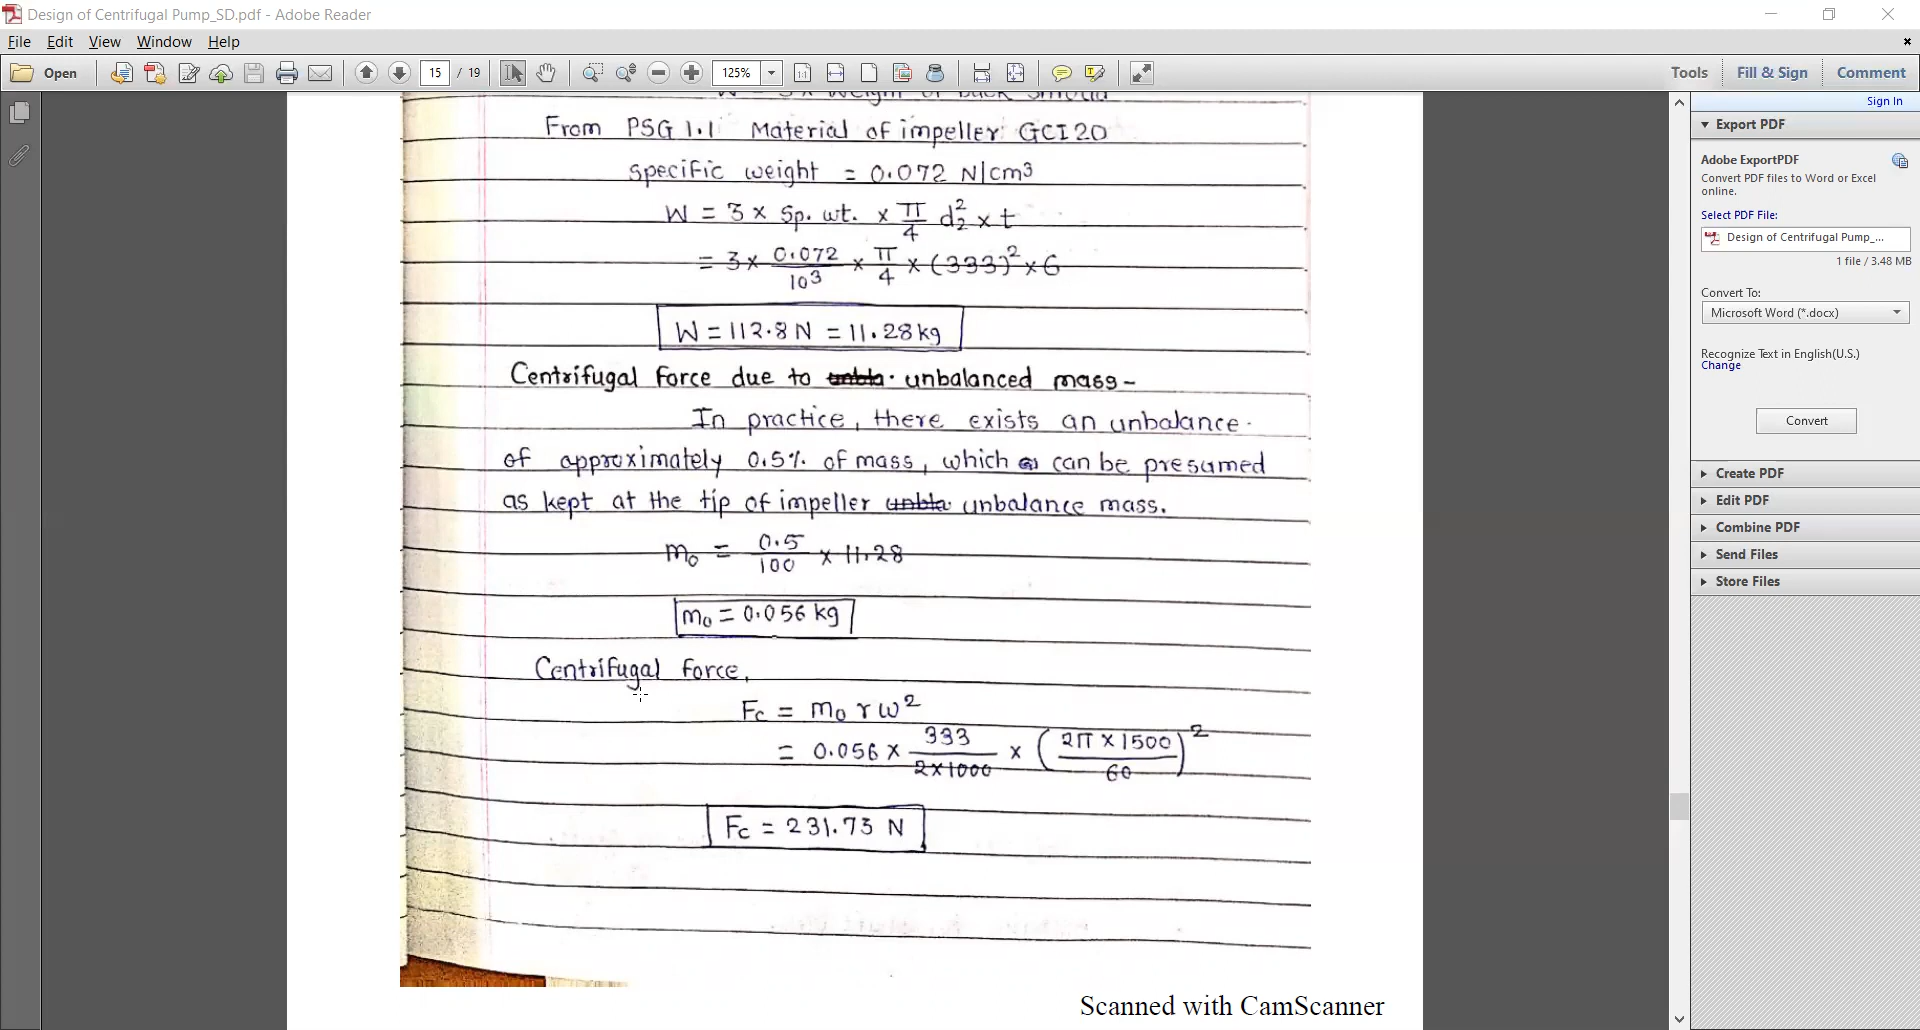 Design of Centrifugal Pump_SD.pdf - Adobe Reader
File Edit View Window Help
Open 15 / 19 125% Tools Fill & Sign Comment
Sign In
Export PDF
Adobe ExportPDF
Convert PDF files to Word or Excel
online.
Select PDF File:
Design of Centrifugal Pump_...
1 file / 3.48 MB
Convert To:
Microsoft Word (*.docx)
Recognize Text in English(U.S.)
Change
Convert
Create PDF
Edit PDF
Combine PDF
Send Files
Store Files
W = 3 x Weight of back shroud
From PSG 1.1 Material of impeller GCI20
specific weight = 0.072 N/cm³
W = 3 × Sp. wt. × π/4 d₂² × t
= 3 × 0.072/10³ × π/4 × (333)² × 6
W = 112.8 N = 11.28 kg
Centrifugal force due to unbalanced mass-
In practice, there exists an unbalance.
of approximately 0.5% of mass, which can be presumed
as kept at the tip of impeller unbalance mass.
m₀ = 0.5/100 × 11.28
m₀ = 0.056 kg
Centrifugal force,
Fc = m₀ r ω²
= 0.056 × 333/2×1000 × (2π × 1500/60)²
Fc = 231.73 N
Scanned with CamScanner